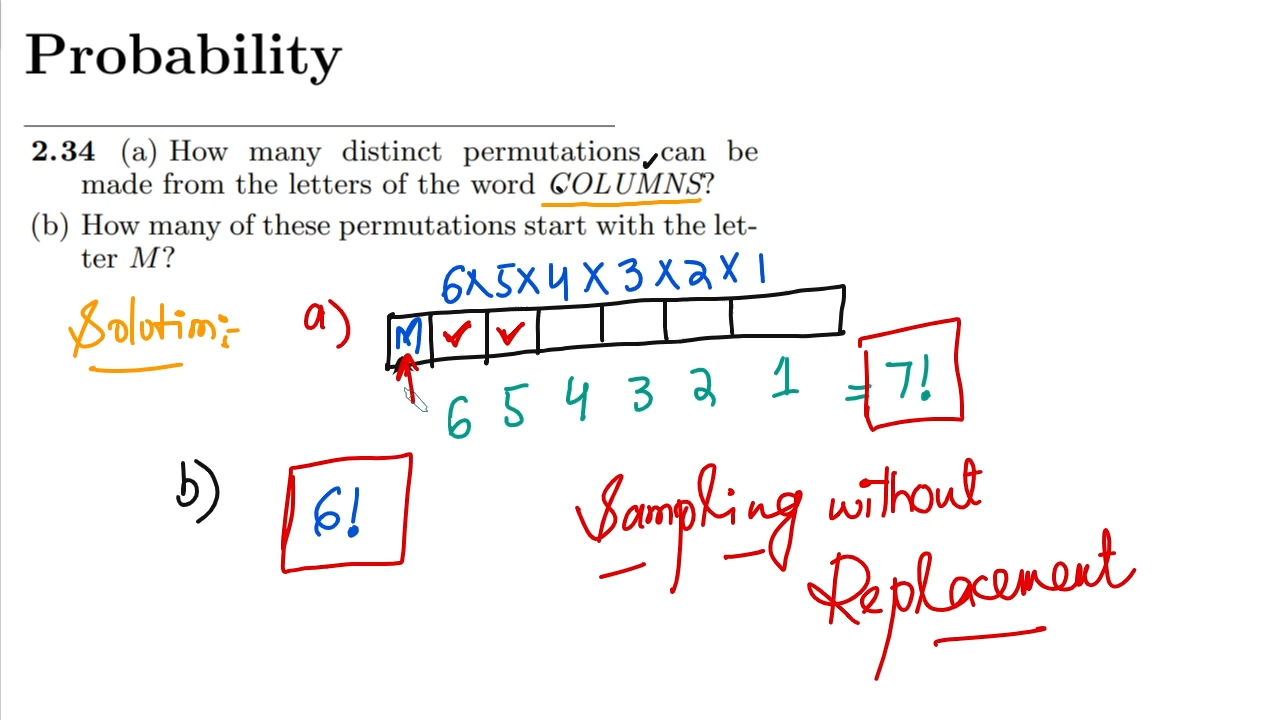 Probability
2.34 (a) How many distinct permutations can be
made from the letters of the word COLUMNS?
(b) How many of these permutations start with the let-
ter M?
6×5×4×3×2×1
Solution:-
a)
M
6 5 4 3 2 1 = 7!
b) 6!
Sampling without
Replacement